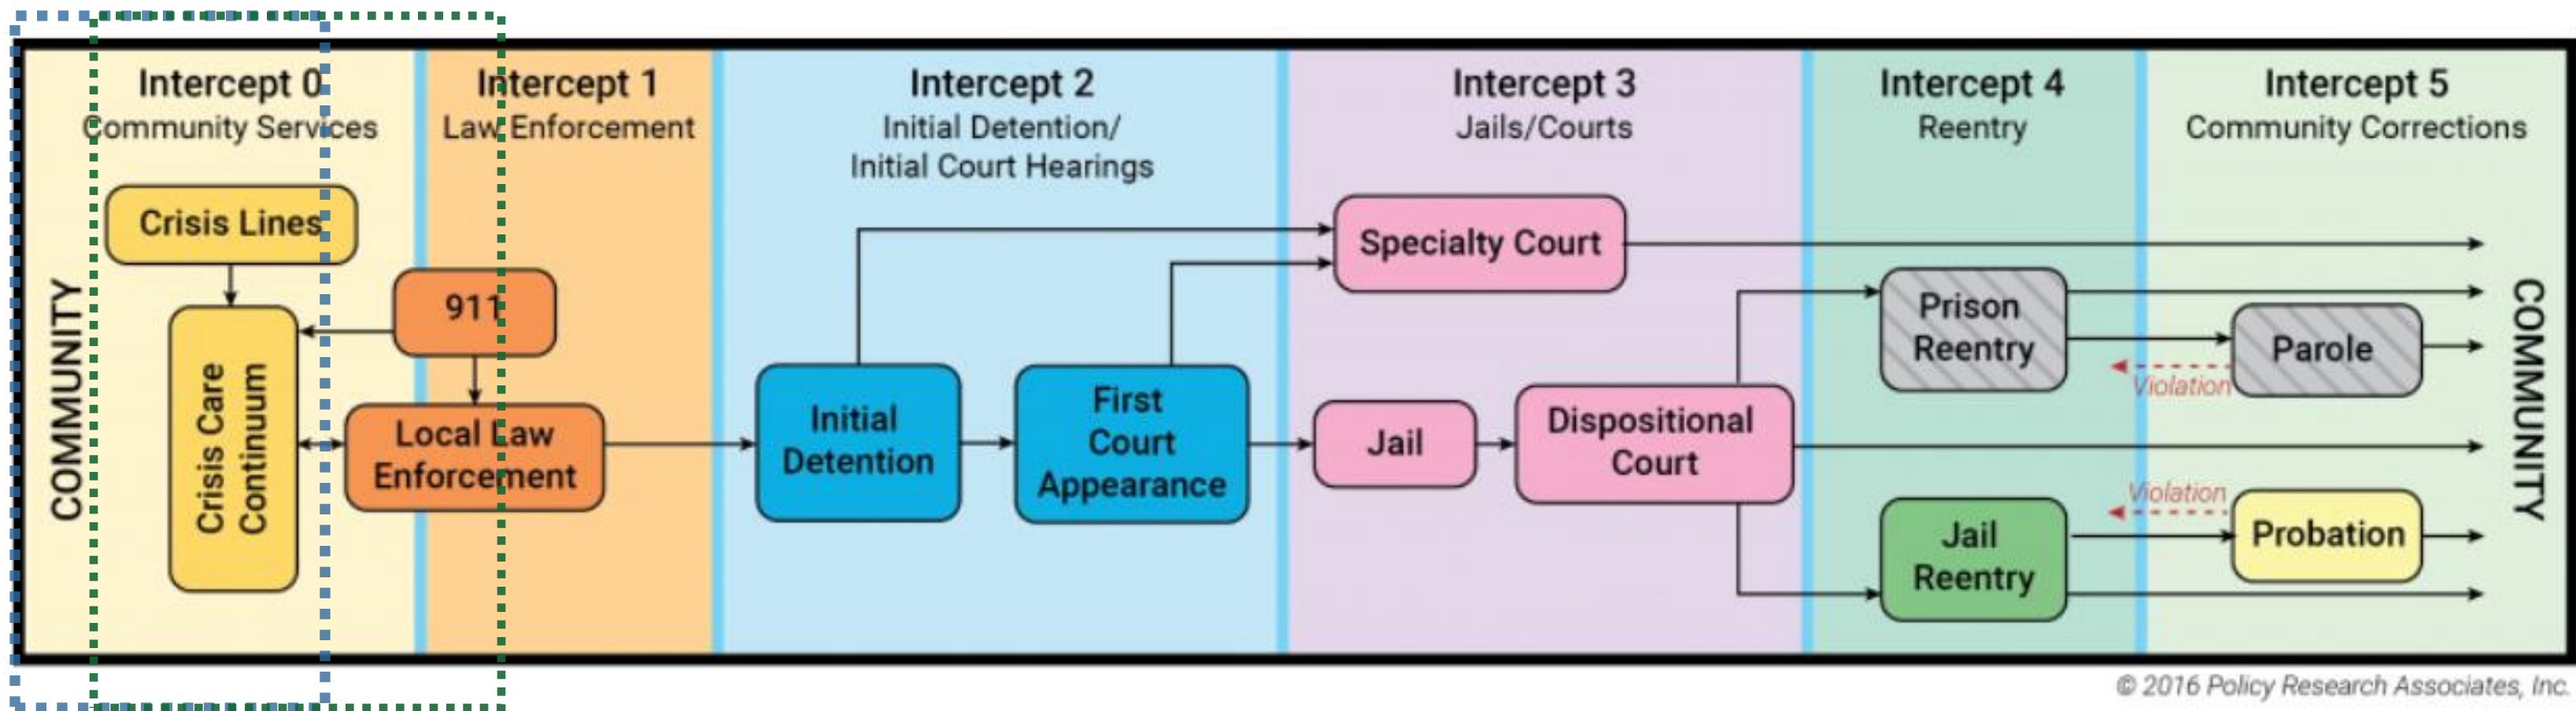 COMMUNITY
Intercept 0
Community Services
Crisis Lines
Crisis Care
Continuum
Intercept 1
Law Enforcement
911
Local Law
Enforcement
Intercept 2
Initial Detention/
Initial Court Hearings
Initial
Detention
First
Court
Appearance
Intercept 3
Jails/Courts
Specialty Court
Jail
Dispositional
Court
Intercept 4
Reentry
Prison
Reentry
Jail
Reentry
Intercept 5
Community Corrections
Parole
Violation
Violation
Probation
COMMUNITY
© 2016 Policy Research Associates, Inc.